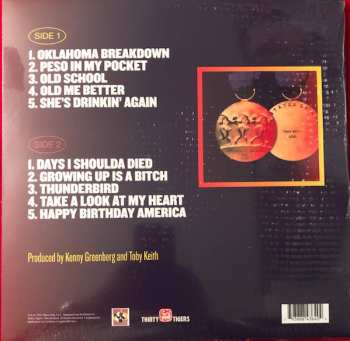 SIDE 1
1. OKLAHOMA BREAKDOWN
2. PESO IN MY POCKET
3. OLD SCHOOL
4. OLD ME BETTER
5. SHE'S DRINKIN' AGAIN
SIDE 2
1. DAYS I SHOULDA DIED
2. GROWING UP IS A BITCH
3. THUNDERBIRD
4. TAKE A LOOK AT MY HEART
5. HAPPY BIRTHDAY AMERICA
Produced by Kenny Greenberg and Toby Keith
THIRTY TIGERS